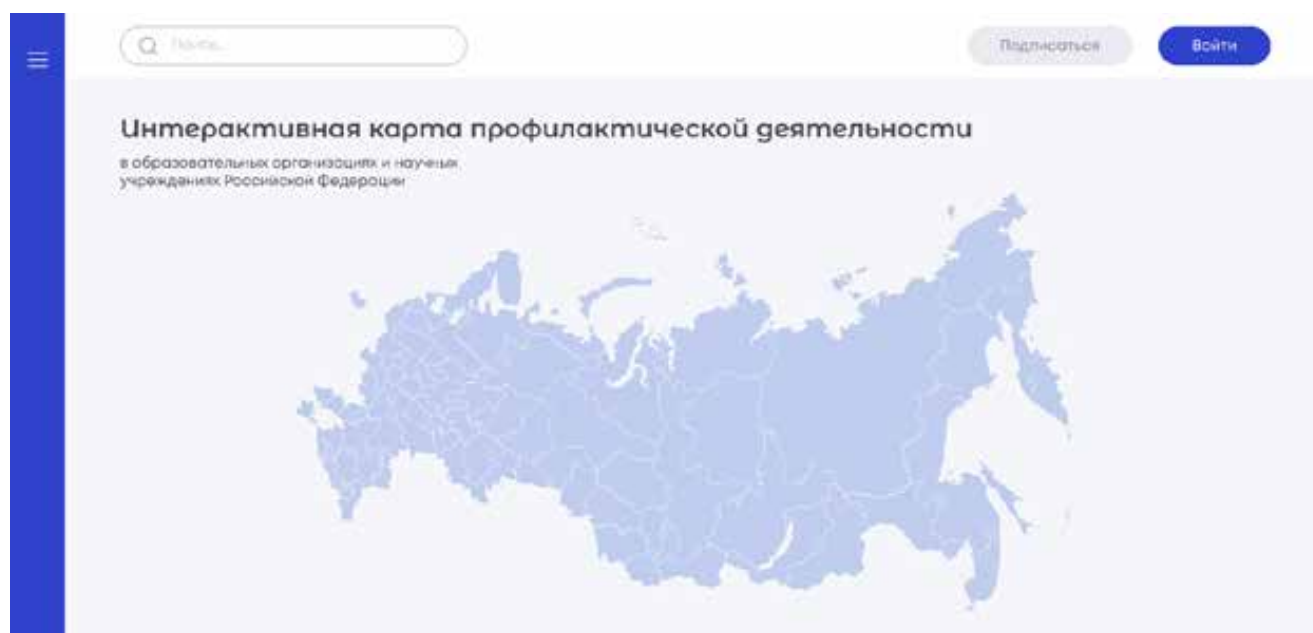 Поиск...
Подписаться
Войти
Интерактивная карта профилактической деятельности
в образовательных организациях и научных
учреждениях Российской Федерации